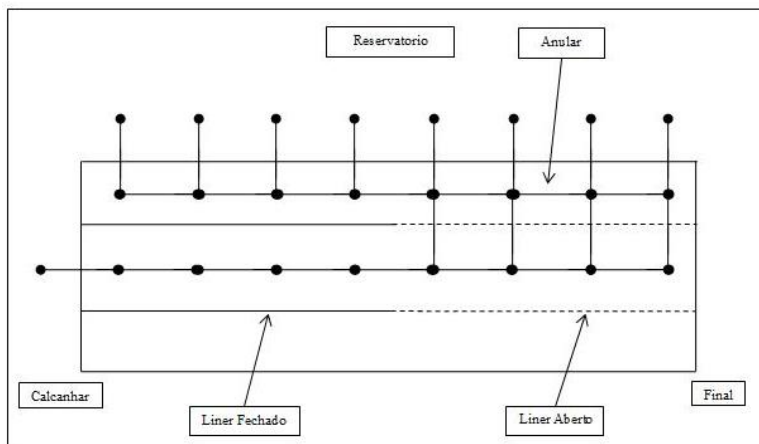 Reservatorio
Anular
Calcanhar
Final
Liner Fechado
Liner Aberto